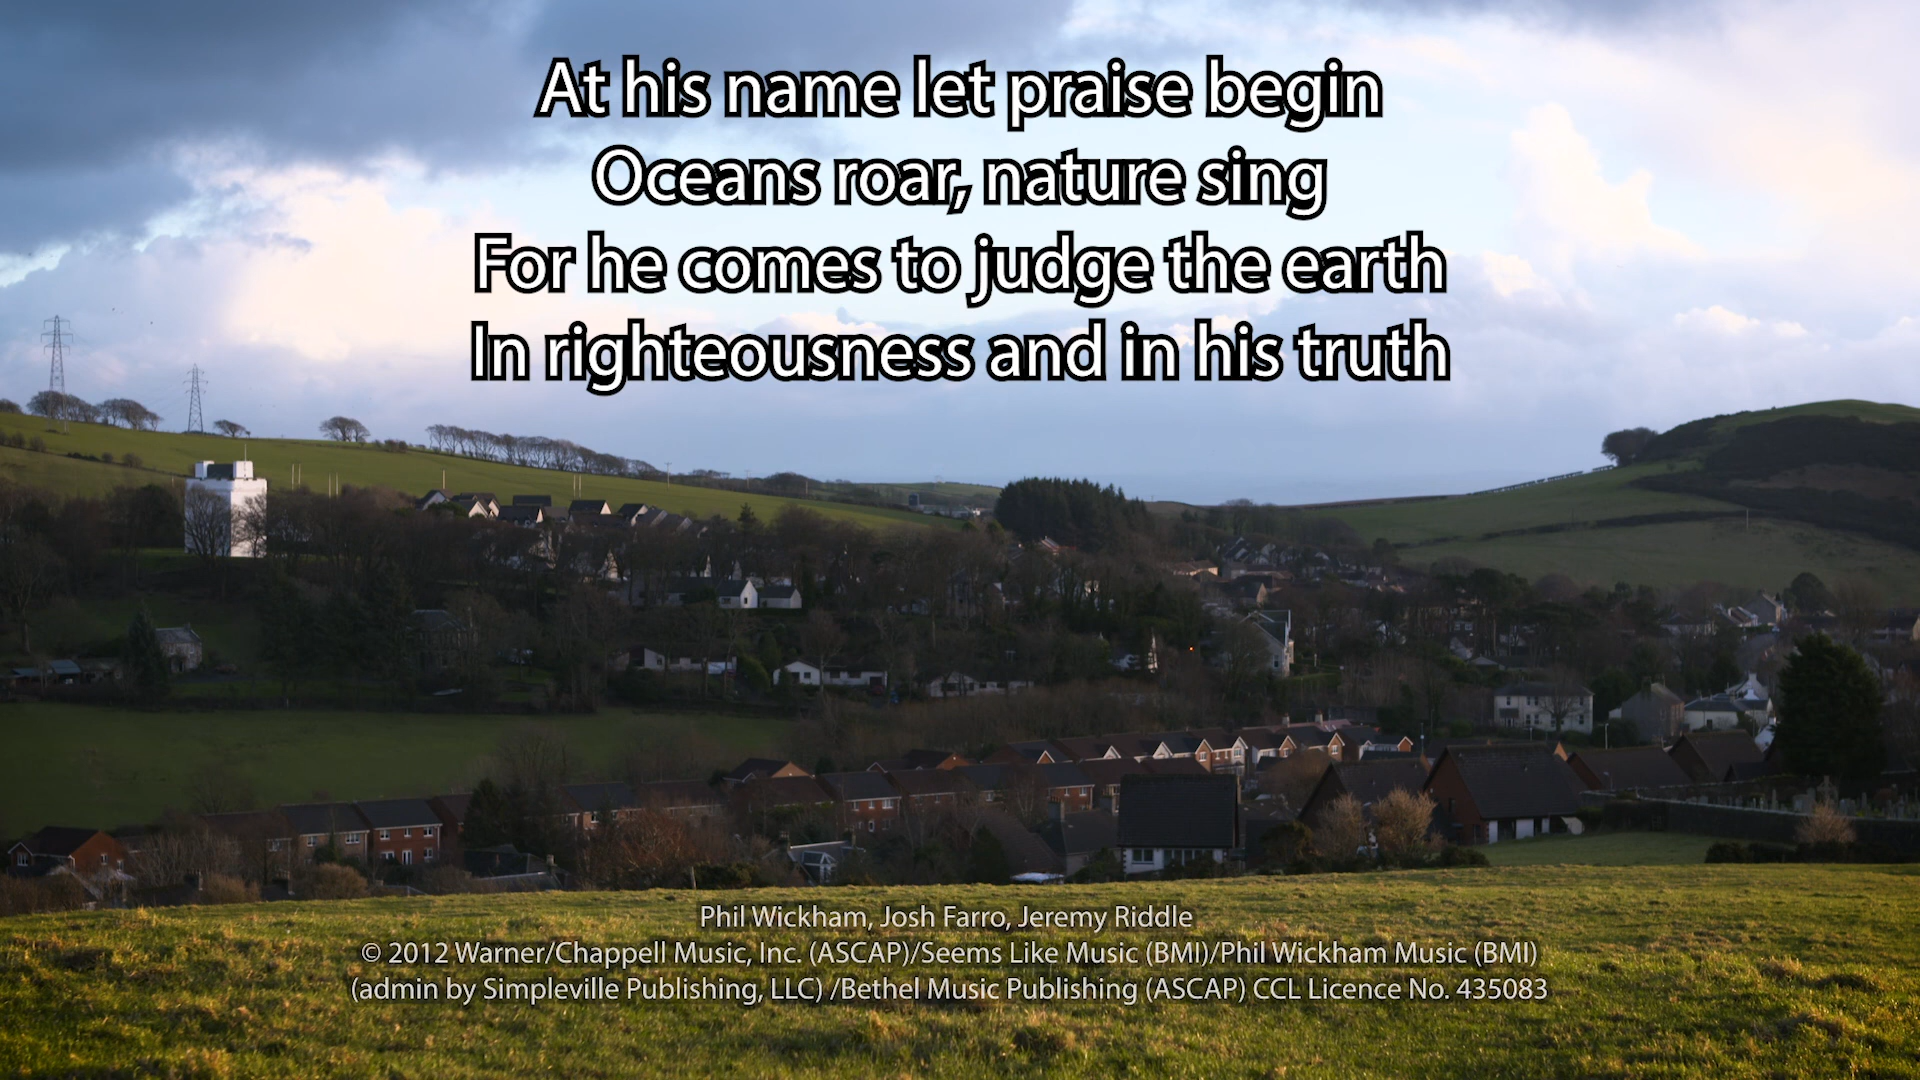 At his name let praise begin
Oceans roar, nature sing
For he comes to judge the earth
In righteousness and in his truth
Phil Wickham, Josh Farro, Jeremy Riddle
© 2012 Warner/Chappell Music, Inc. (ASCAP)/Seems Like Music (BMI)/Phil Wickham Music (BMI)
(admin by Simpleville Publishing, LLC) /Bethel Music Publishing (ASCAP) CCL Licence No. 435083